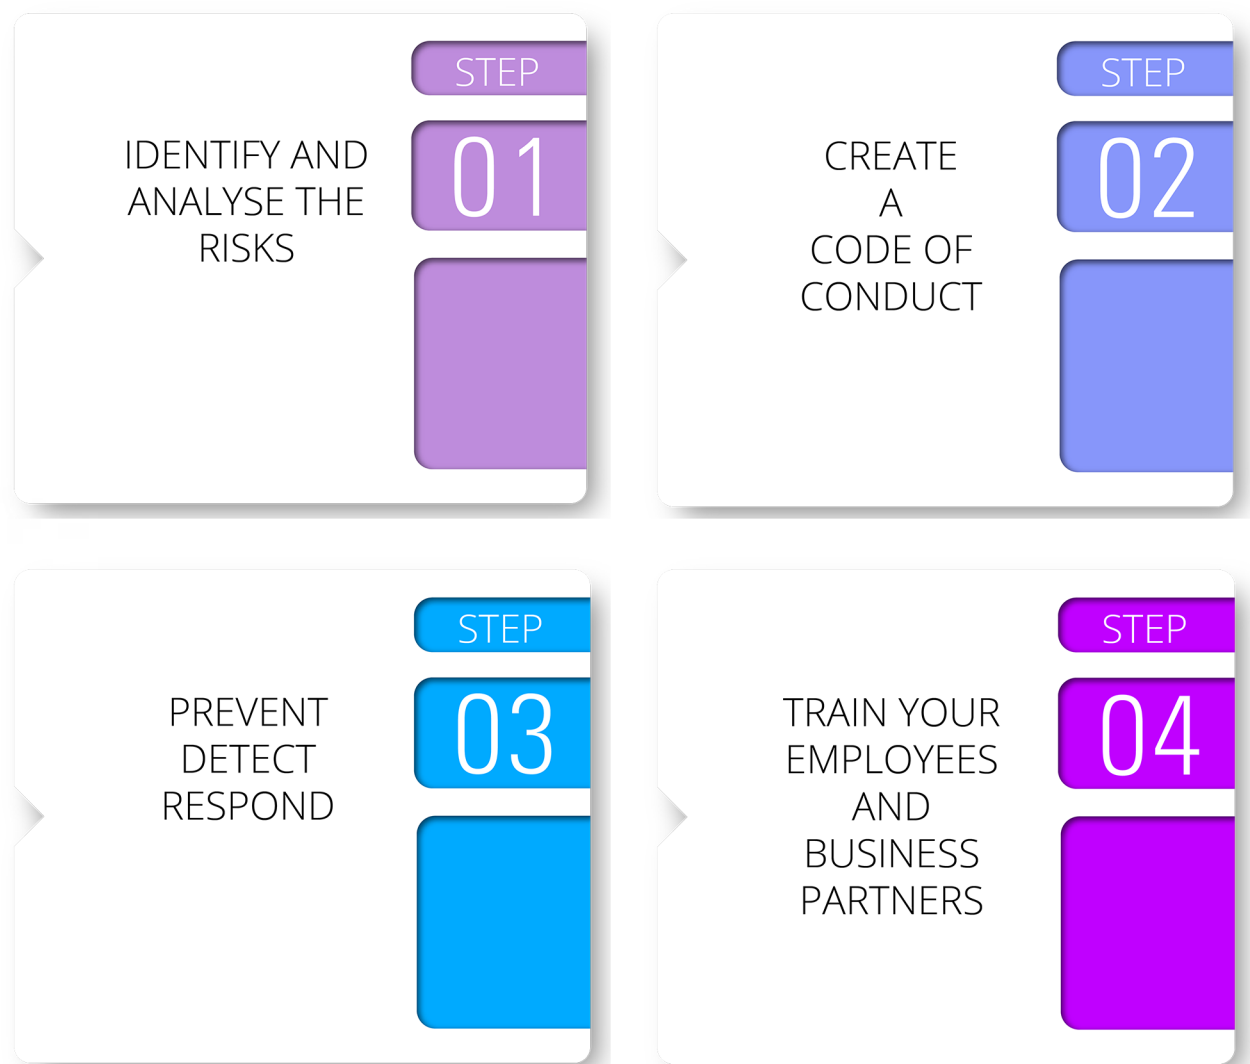 STEP
01
IDENTIFY AND
ANALYSE THE
RISKS
STEP
02
CREATE
A
CODE OF
CONDUCT
STEP
03
PREVENT
DETECT
RESPOND
STEP
04
TRAIN YOUR
EMPLOYEES
AND
BUSINESS
PARTNERS